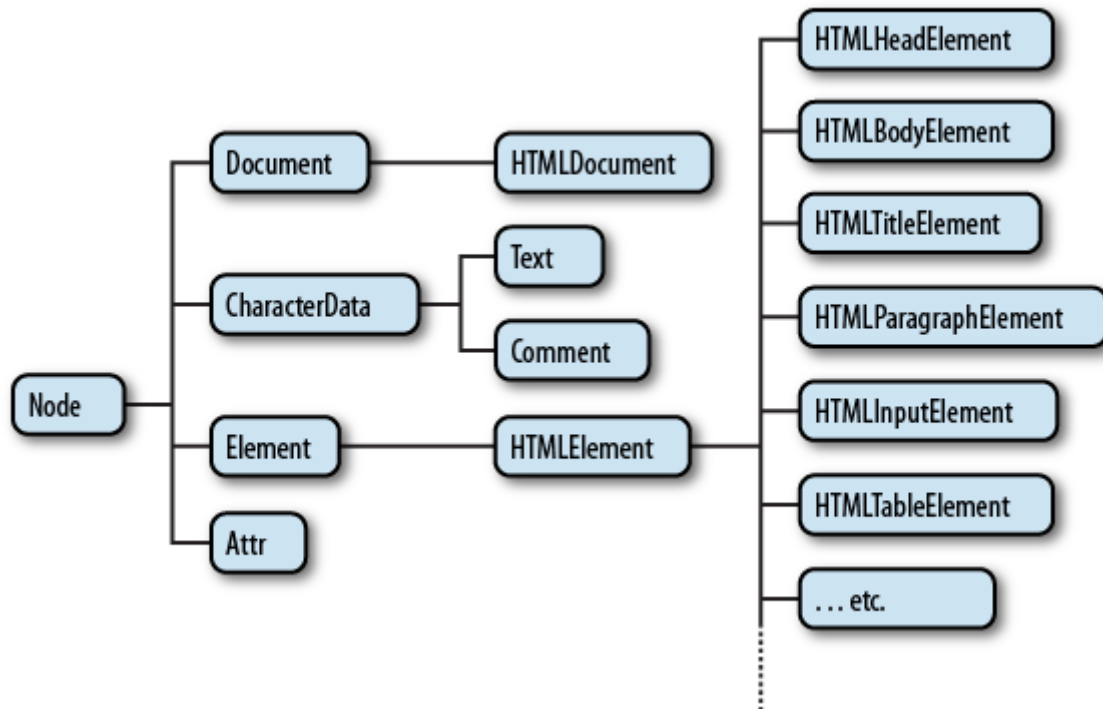 Node
Document
CharacterData
Element
Attr
HTMLDocument
Text
Comment
HTMLElement
HTMLHeadElement
HTMLBodyElement
HTMLTitleElement
HTMLParagraphElement
HTMLInputElement
HTMLTableElement
. . . etc.